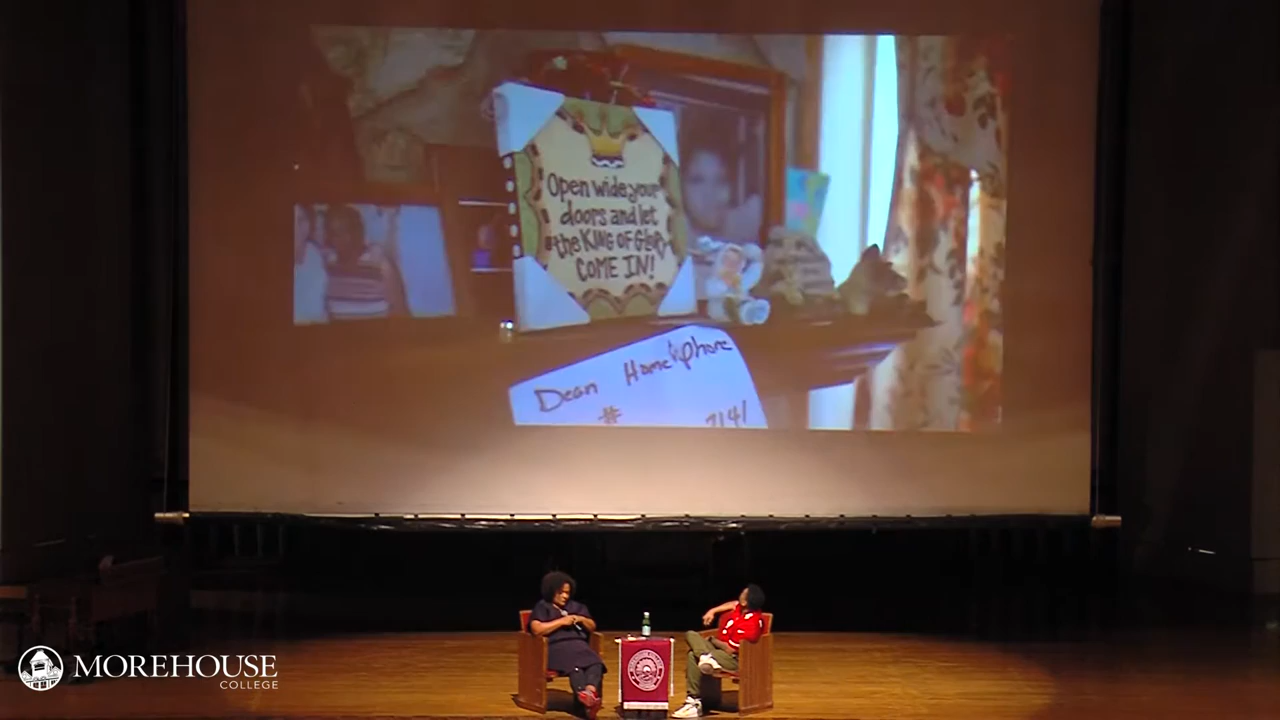 Open wide your
doors and let
the KING OF GLORY
COME IN!
Dean Home phone
# 7141
MOREHOUSE
COLLEGE